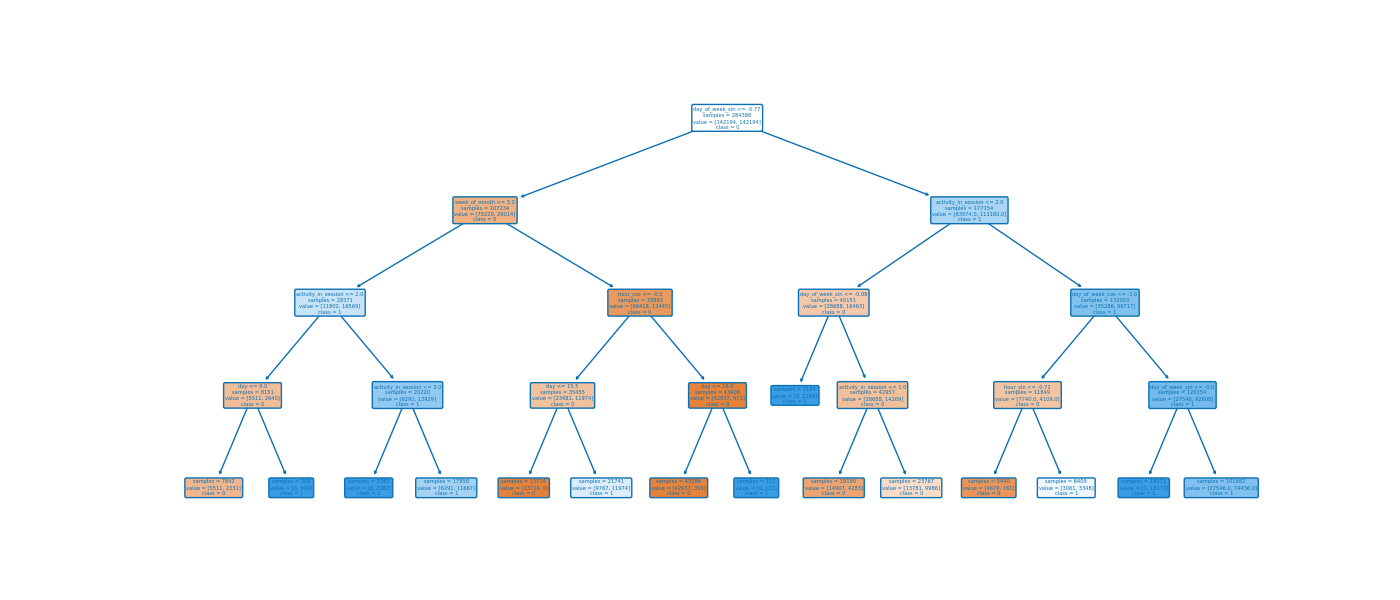 day_of_week_sin <= -0.77
samples = 284388
value = [142194, 142194]
class = 0
week_of_month <= 3.0
samples = 107234
value = [78220, 29014]
class = 0
activity_in_session <= 2.0
samples = 177154
value = [63974.0, 113180.0]
class = 1
activity_in_session <= 2.0
samples = 28371
value = [11802, 16569]
class = 1
hour_cos <= -0.5
samples = 78863
value = [66418, 12445]
class = 0
day_of_week_sin <= -0.08
samples = 45151
value = [28688, 16463]
class = 0
day_of_week_cos <= -1.0
samples = 132003
value = [35286, 96717]
class = 1
day <= 9.0
samples = 8151
value = [5511, 2640]
class = 0
activity_in_session <= 3.0
samples = 20220
value = [6291, 13929]
class = 1
day <= 15.5
samples = 35455
value = [23481, 11974]
class = 0
day <= 16.0
samples = 43408
value = [42937, 471]
class = 0
samples = 2194
value = [0, 2194]
class = 1
activity_in_session <= 1.0
samples = 42957
value = [28688, 14269]
class = 0
hour_sin <= -0.71
samples = 11849
value = [7740.0, 4109.0]
class = 0
day_of_week_sin <= -0.0
samples = 120154
value = [27546, 92608]
class = 1
samples = 7842
value = [5511, 2331]
class = 0
samples = 309
value = [0, 309]
class = 1
samples = 2262
value = [0, 2262]
class = 1
samples = 17958
value = [6291, 11667]
class = 1
samples = 13714
value = [13714, 0]
class = 0
samples = 21741
value = [9767, 11974]
class = 1
samples = 43296
value = [42937, 359]
class = 0
samples = 112
value = [0, 112]
class = 1
samples = 19190
value = [14907, 4283]
class = 0
samples = 23767
value = [13781, 9986]
class = 0
samples = 5440
value = [4679, 761]
class = 0
samples = 6409
value = [3061, 3348]
class = 1
samples = 18172
value = [0, 18172]
class = 1
samples = 101982
value = [27546.0, 74436.0]
class = 1